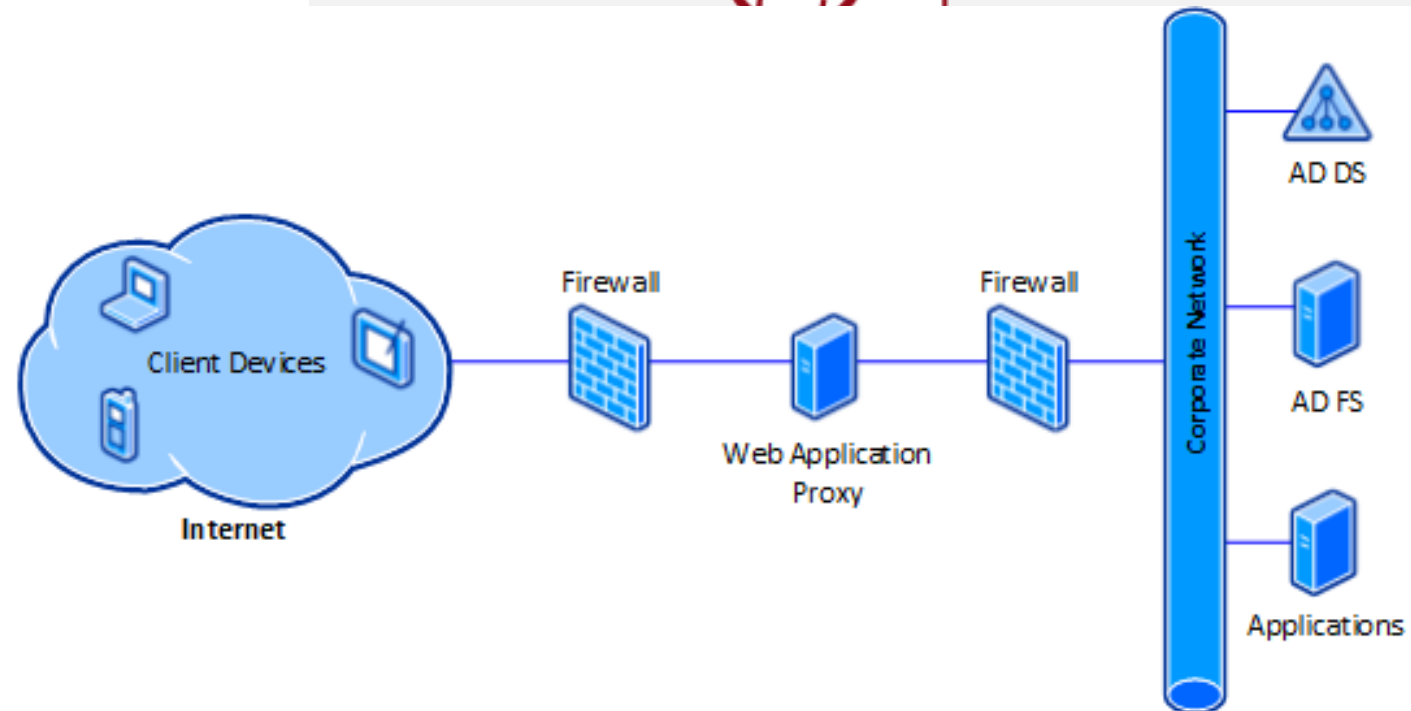 Client Devices
Internet
Firewall
Web Application
Proxy
Firewall
Corporate Network
AD DS
AD FS
Applications